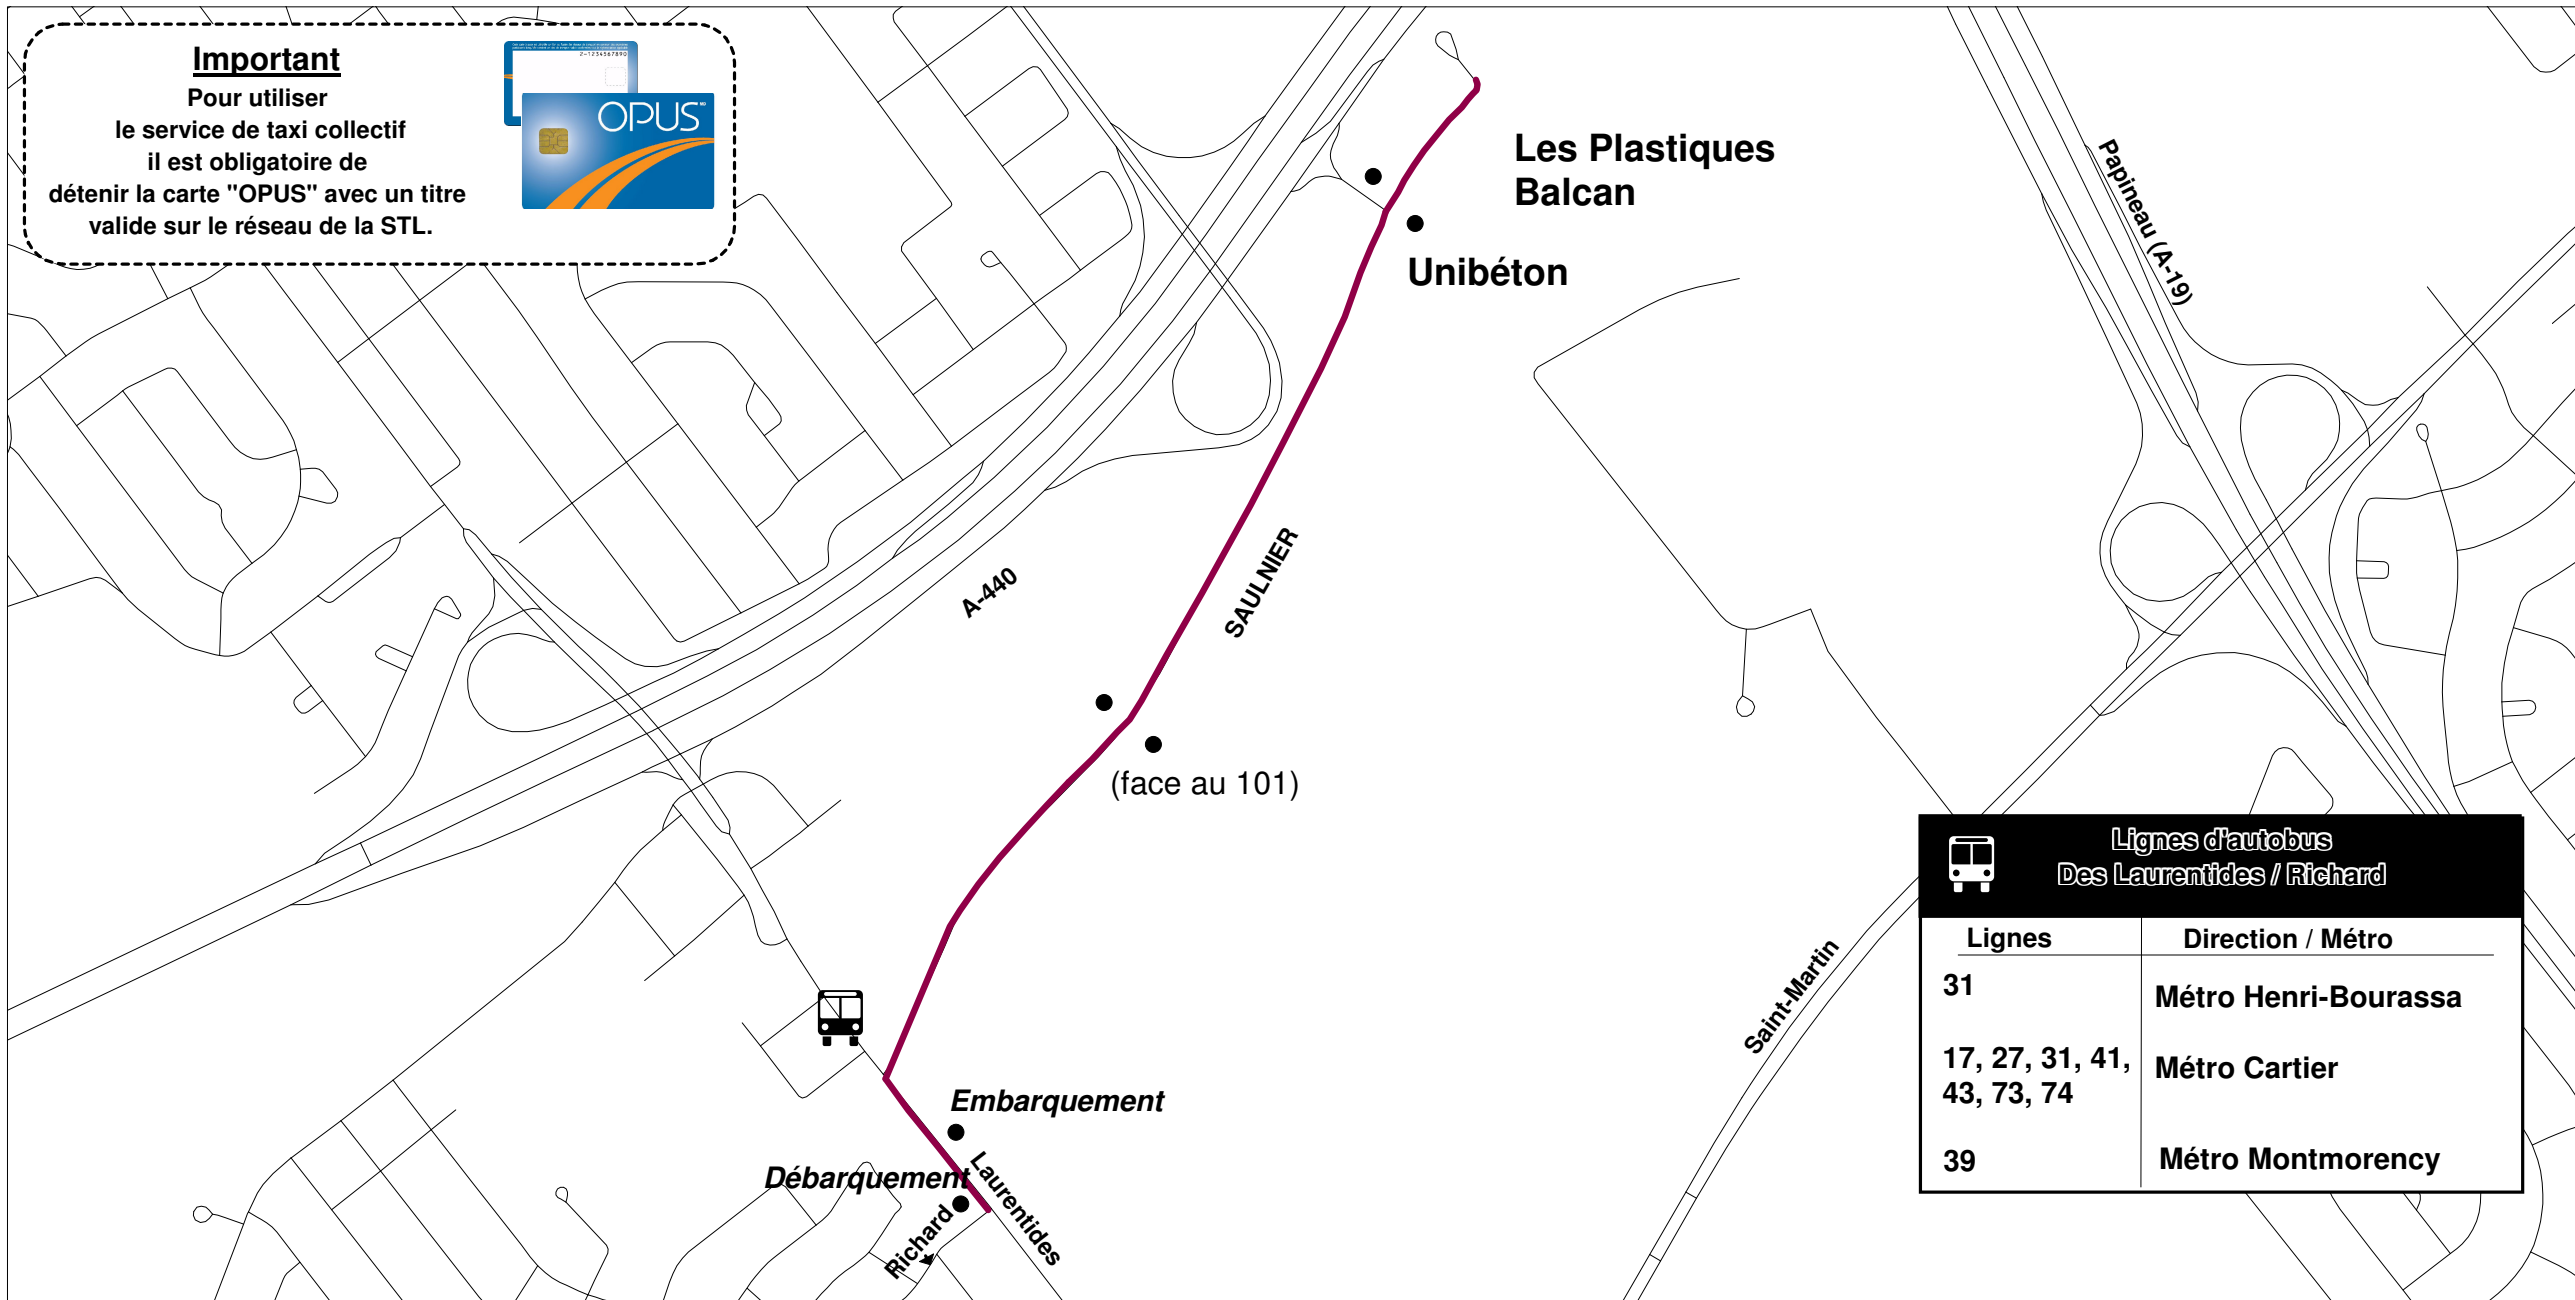 Important
Pour utiliser
le service de taxi collectif
il est obligatoire de
détenir la carte "OPUS" avec un titre
valide sur le réseau de la STL.
2-1234567890
OPUS
Les Plastiques
Balcan
Unibéton
Papineau (A-19)
A-440
SAULNIER
(face au 101)
Saint-Martin
Embarquement
Débarquement
Laurentides
Richard
Lignes d'autobus
Des Laurentides / Richard
Lignes Direction / Métro
31 Métro Henri-Bourassa
17, 27, 31, 41,
43, 73, 74 Métro Cartier
39 Métro Montmorency